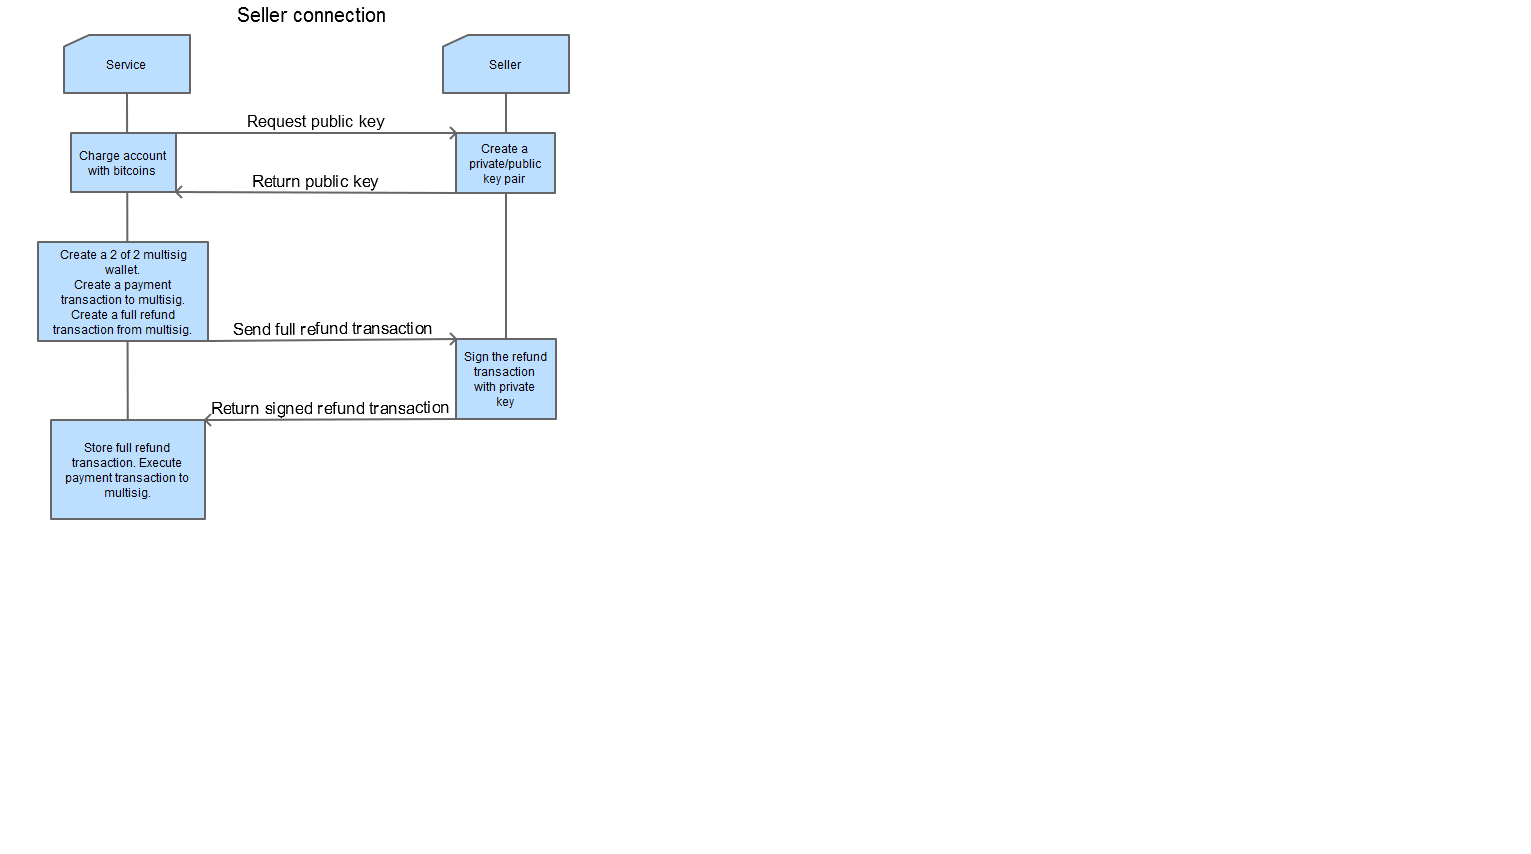 Seller connection
Service
Seller
Request public key
Charge account
with bitcoins
Create a
private/public
key pair
Return public key
Create a 2 of 2 multisig
wallet.
Create a payment
transaction to multisig.
Create a full refund
transaction from multisig.
Send full refund transaction
Sign the refund
transaction
with private
key
Return signed refund transaction
Store full refund
transaction. Execute
payment transaction to
multisig.